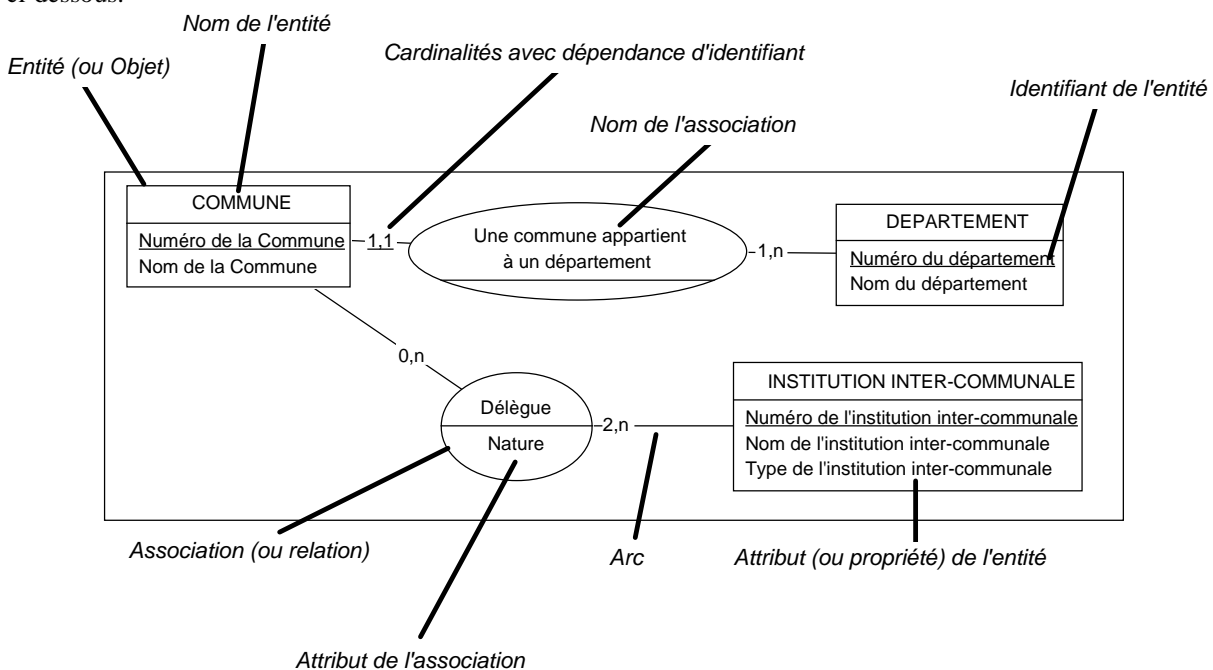 ci-dessous.
Nom de l'entité
Cardinalités avec dépendance d'identifiant
Entité (ou Objet)
Identifiant de l'entité
Nom de l'association
COMMUNE
Numéro de la Commune
Nom de la Commune
1,1
Une commune appartient
à un département
1,n
DEPARTEMENT
Numéro du département
Nom du département
0,n
Délègue
Nature
2,n
INSTITUTION INTER-COMMUNALE
Numéro de l'institution inter-communale
Nom de l'institution inter-communale
Type de l'institution inter-communale
Association (ou relation)
Arc
Attribut (ou propriété) de l'entité
Attribut de l'association